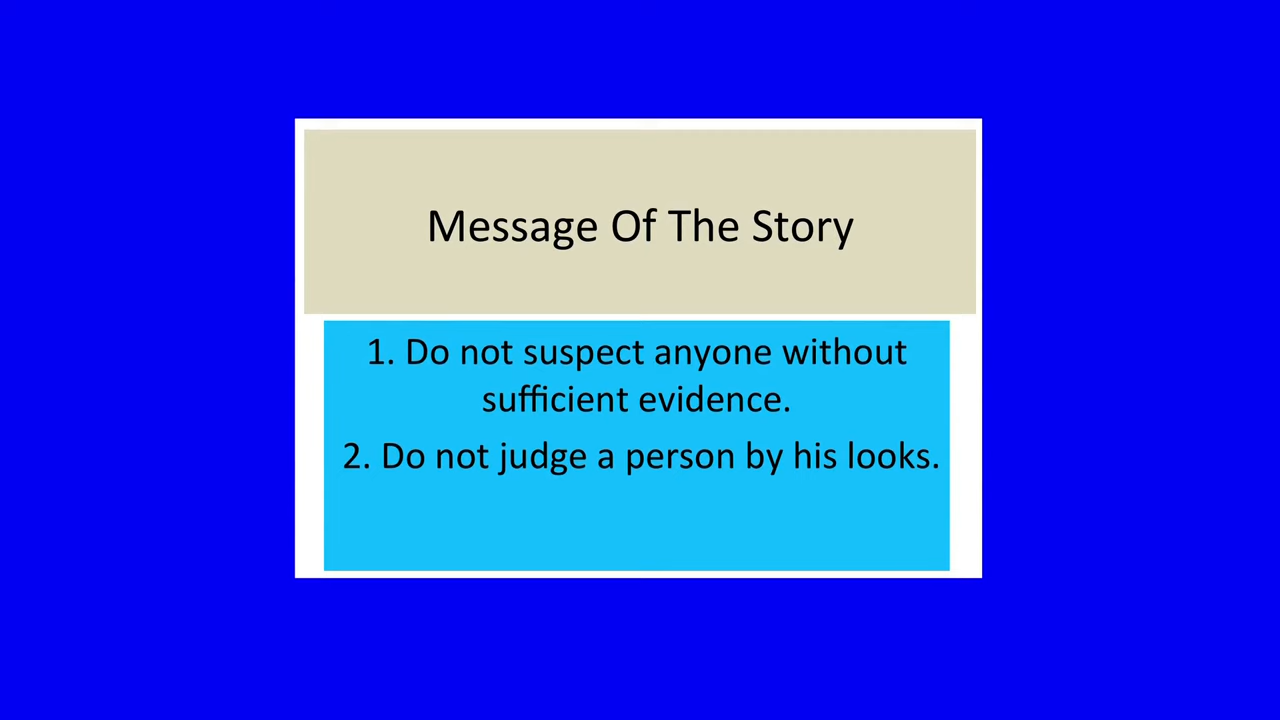 Message Of The Story
1. Do not suspect anyone without
sufficient evidence.
2. Do not judge a person by his looks.